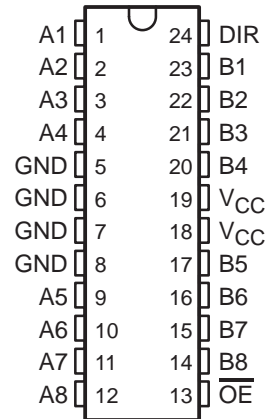 A1 1 24 DIR
A2 2 23 B1
A3 3 22 B2
A4 4 21 B3
GND 5 20 B4
GND 6 19 VCC
GND 7 18 VCC
GND 8 17 B5
A5 9 16 B6
A6 10 15 B7
A7 11 14 B8
A8 12 13 O̅E̅